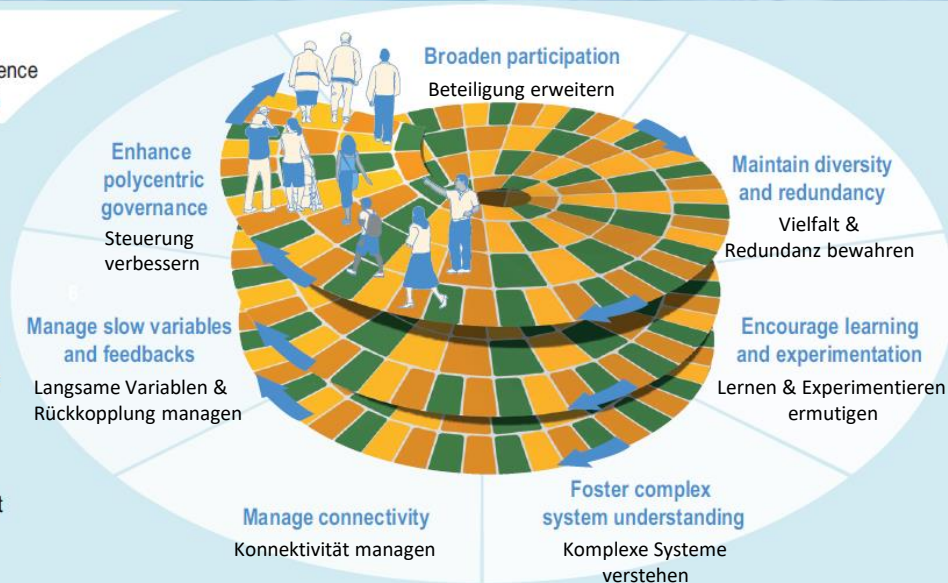 ence
Broaden participation
Beteiligung erweitern
Maintain diversity
and redundancy
Vielfalt &
Redundanz bewahren
Encourage learning
and experimentation
Lernen & Experimentieren
ermutigen
Foster complex
system understanding
Komplexe Systeme
verstehen
Manage connectivity
Konnektivität managen
Manage slow variables
and feedbacks
Langsame Variablen &
Rückkopplung managen
Enhance
polycentric
governance
Steuerung
verbessern